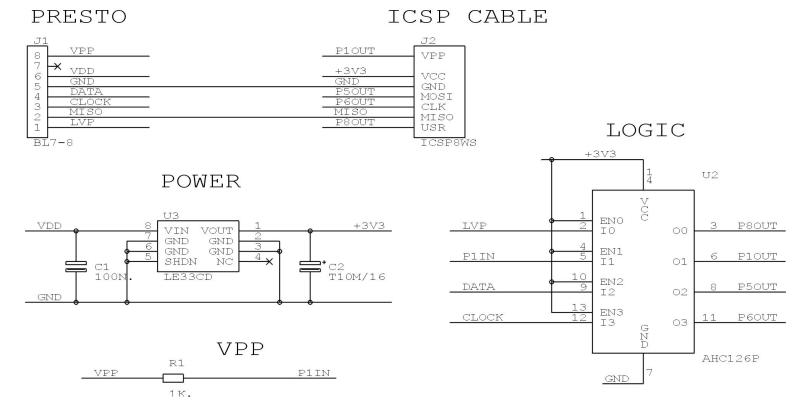 PRESTO
ICSP CABLE
J1
8 VPP
7
6 VDD
5 GND
4 DATA
3 CLOCK
2 MISO
1 LVP
BL7-8
J2
P1OUT VPP
+3V3 VCC
GND GND
P5OUT MOSI
P6OUT CLK
MISO MISO
P8OUT USR
ICSP8WS
POWER
U3
VDD 8 VIN VOUT 1 +3V3
7 GND GND 2
6 GND GND 3
5 SHDN NC 4
LE33CD
C1
100N.
C2
T10M/16
GND
VPP
R1
VPP P1IN
1K.
LOGIC
+3V3
14
U2
VCC
1 EN0
LVP 2 I0 O0 3 P8OUT
4 EN1
P1IN 5 I1 O1 6 P1OUT
10 EN2
DATA 9 I2 O2 8 P5OUT
13 EN3
CLOCK 12 I3 O3 11 P6OUT
GND
AHC126P
GND 7